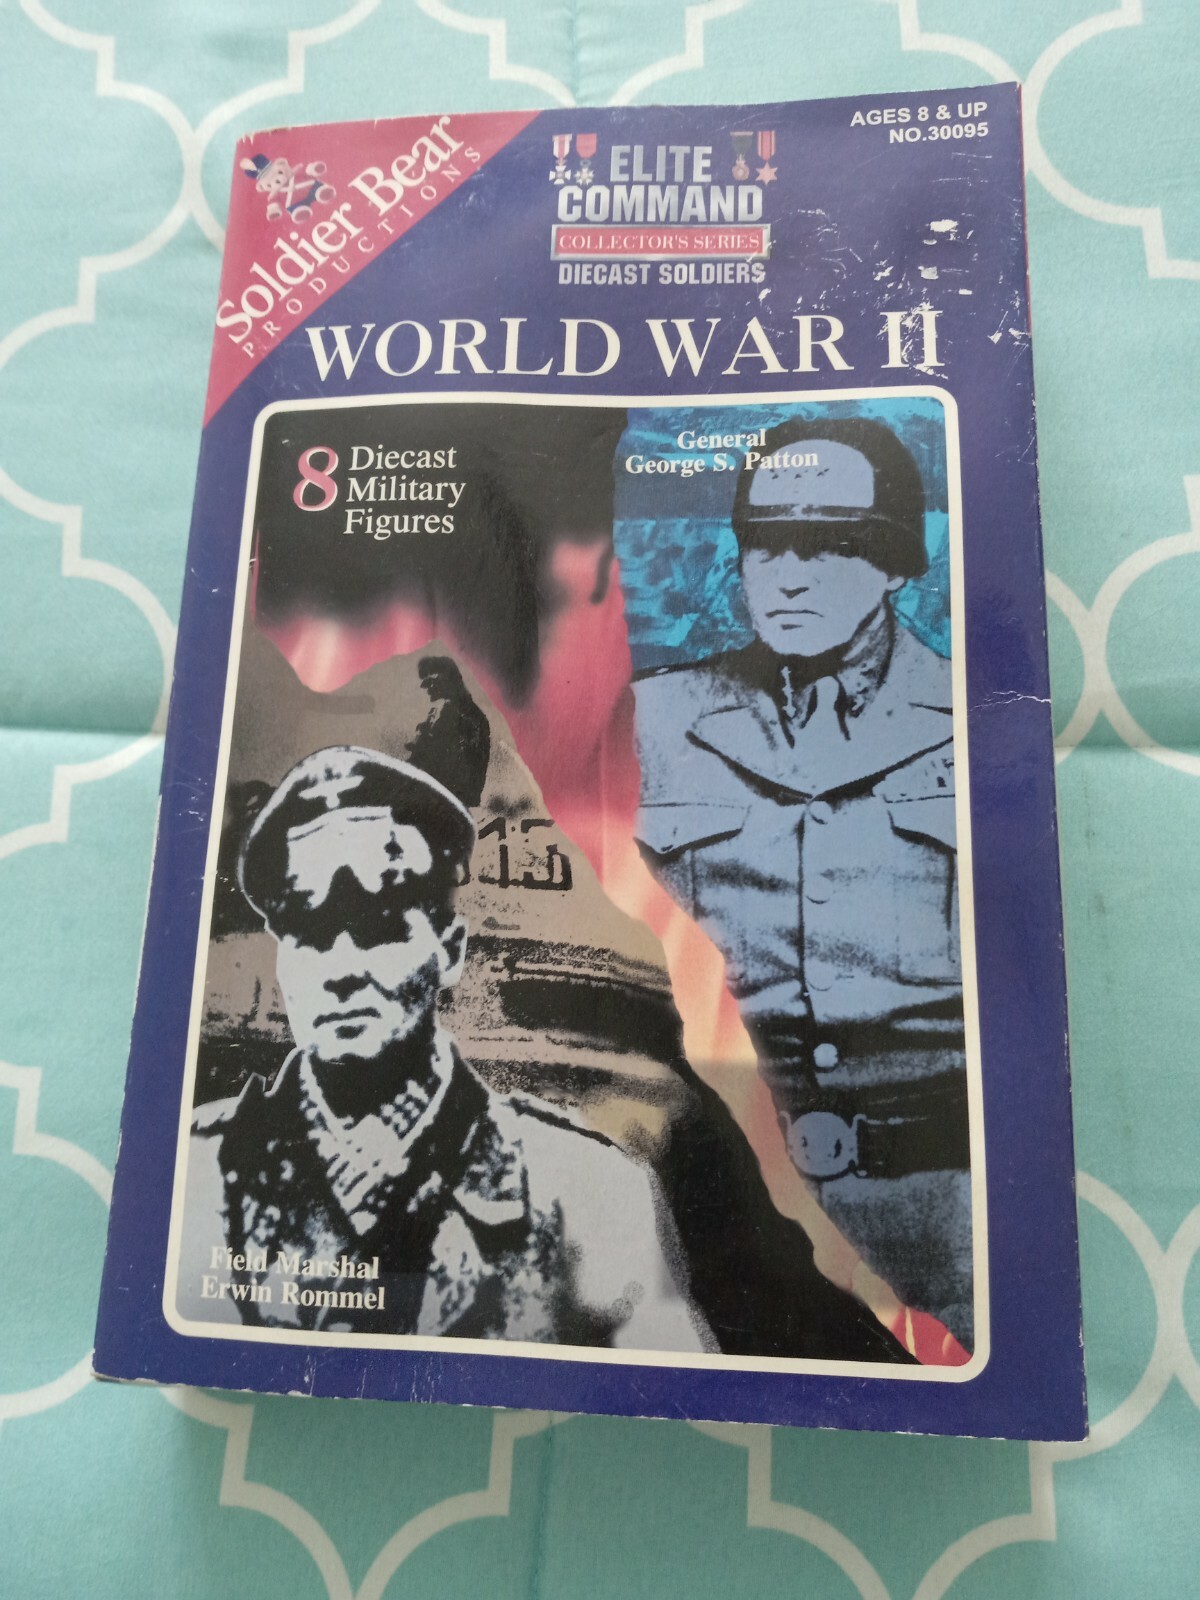 Soldier Bear
PRODUCTIONS
ELITE
COMMAND
COLLECTOR'S SERIES
DIECAST SOLDIERS
AGES 8 & UP
NO.30095
WORLD WAR II
8 Diecast
Military
Figures
General
George S. Patton
Field Marshal
Erwin Rommel